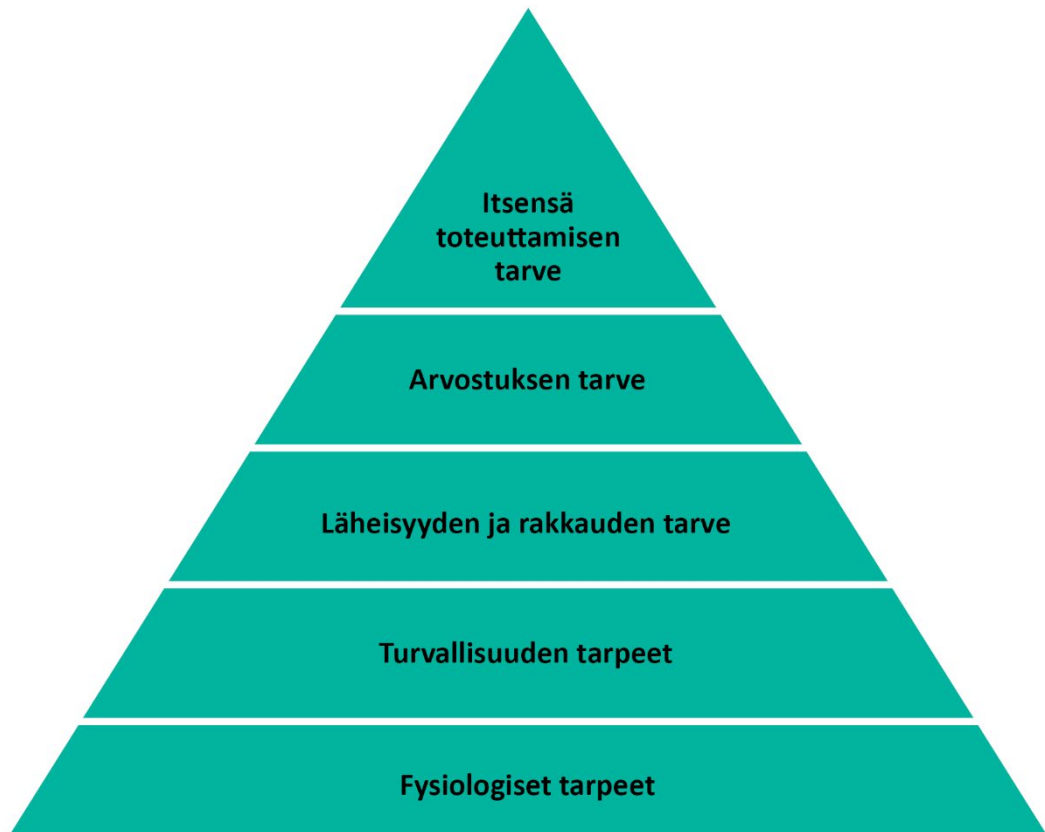 Itsensä
toteuttamisen
tarve
Arvostuksen tarve
Läheisyyden ja rakkauden tarve
Turvallisuuden tarpeet
Fysiologiset tarpeet